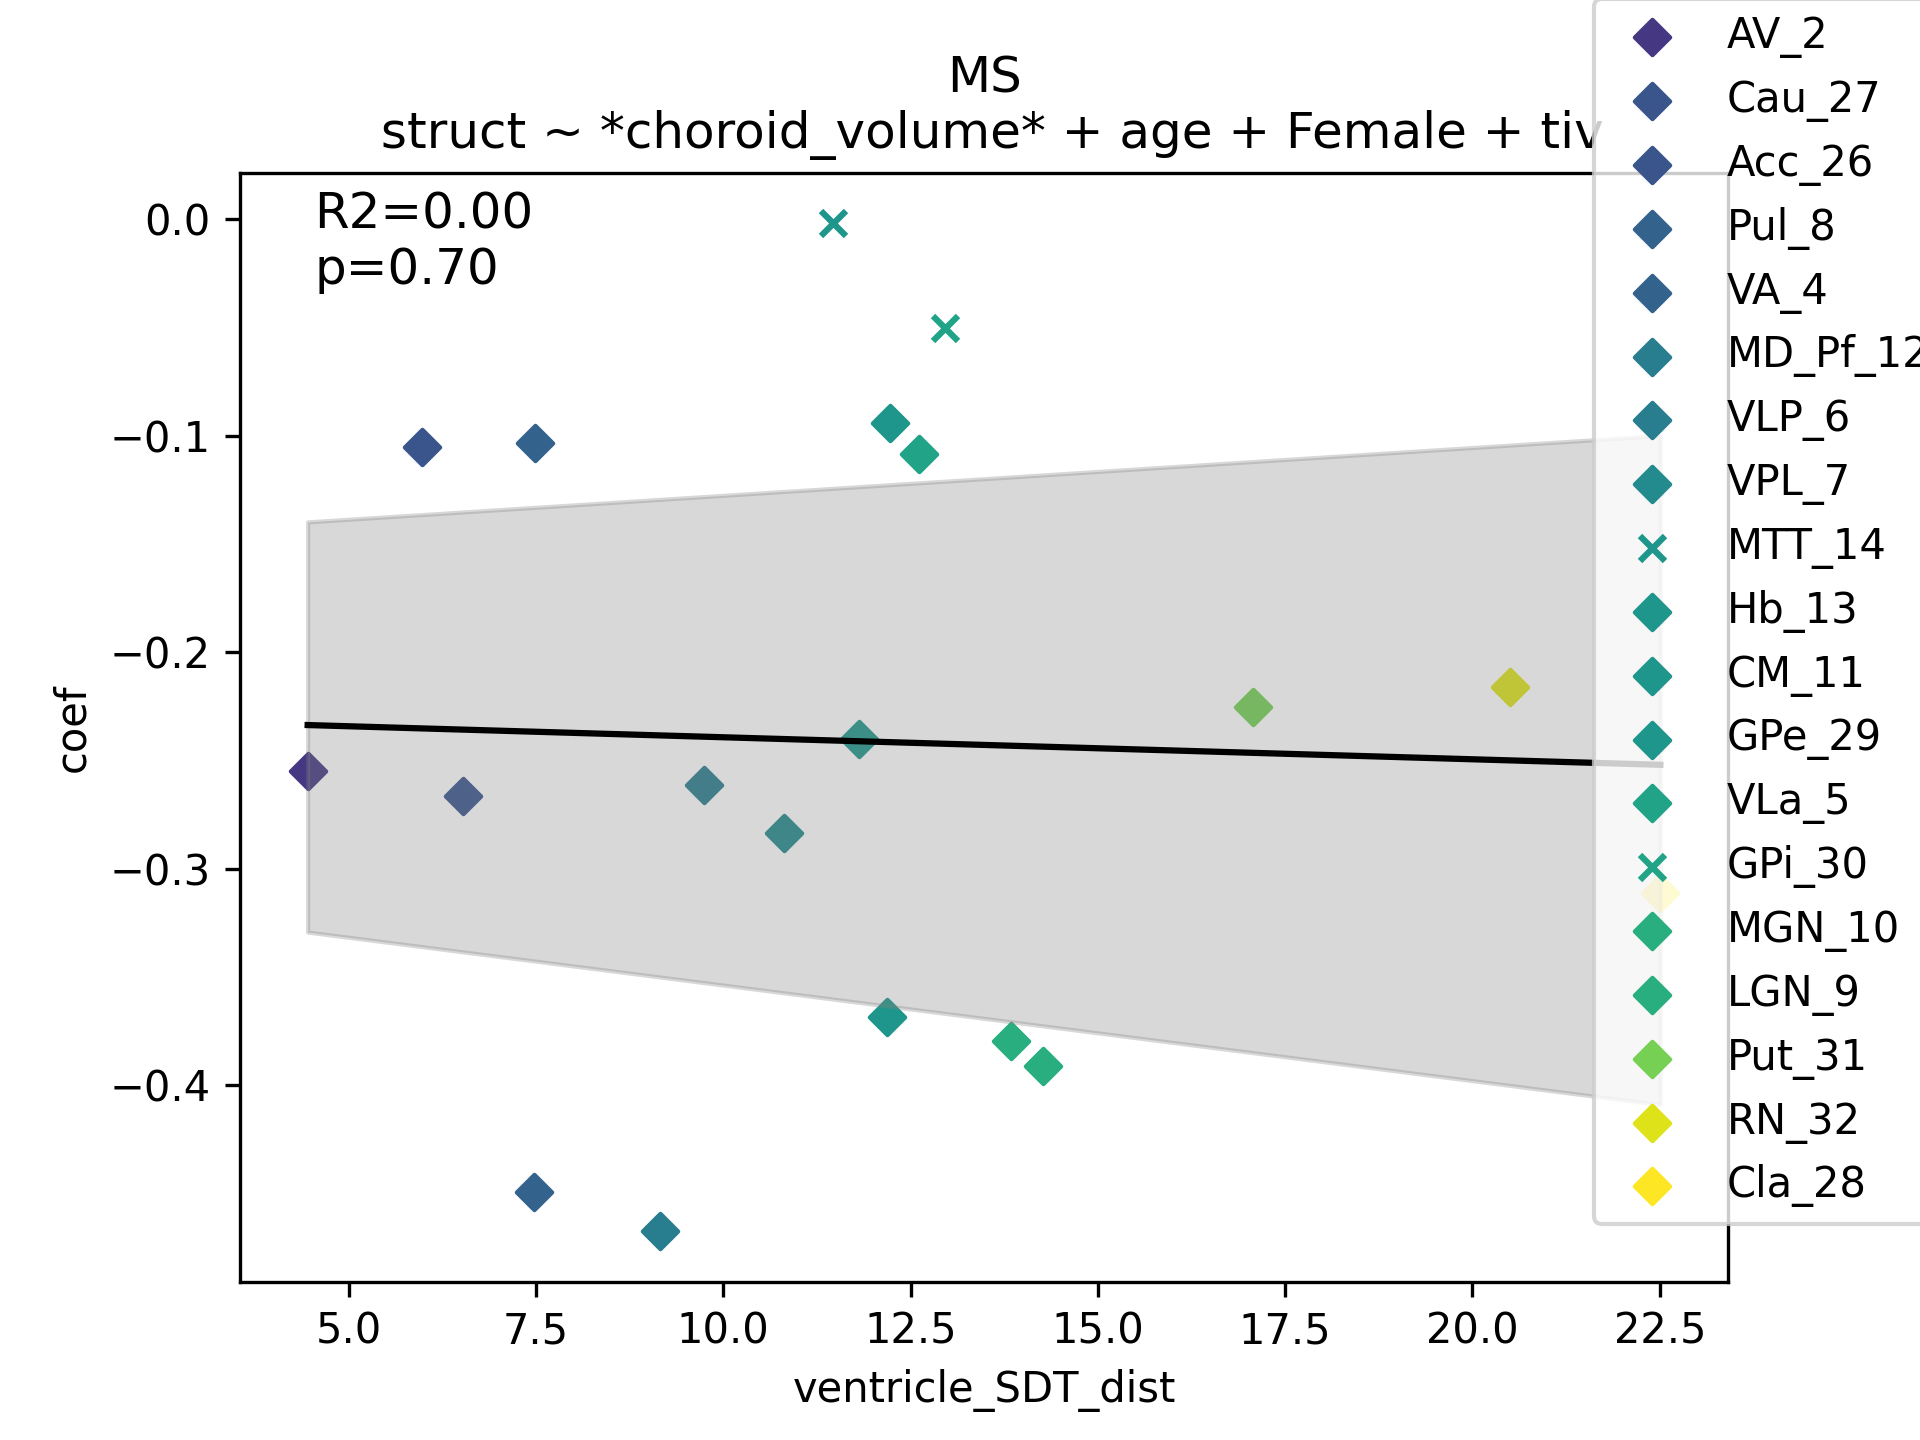 MS
struct ~ *choroid_volume* + age + Female + tiv
R2=0.00
p=0.70
0.0
−0.1
−0.2
−0.3
−0.4
coef
5.0 7.5 10.0 12.5 15.0 17.5 20.0 22.5
ventricle_SDT_dist
AV_2
Cau_27
Acc_26
Pul_8
VA_4
MD_Pf_12
VLP_6
VPL_7
MTT_14
Hb_13
CM_11
GPe_29
VLa_5
GPi_30
MGN_10
LGN_9
Put_31
RN_32
Cla_28